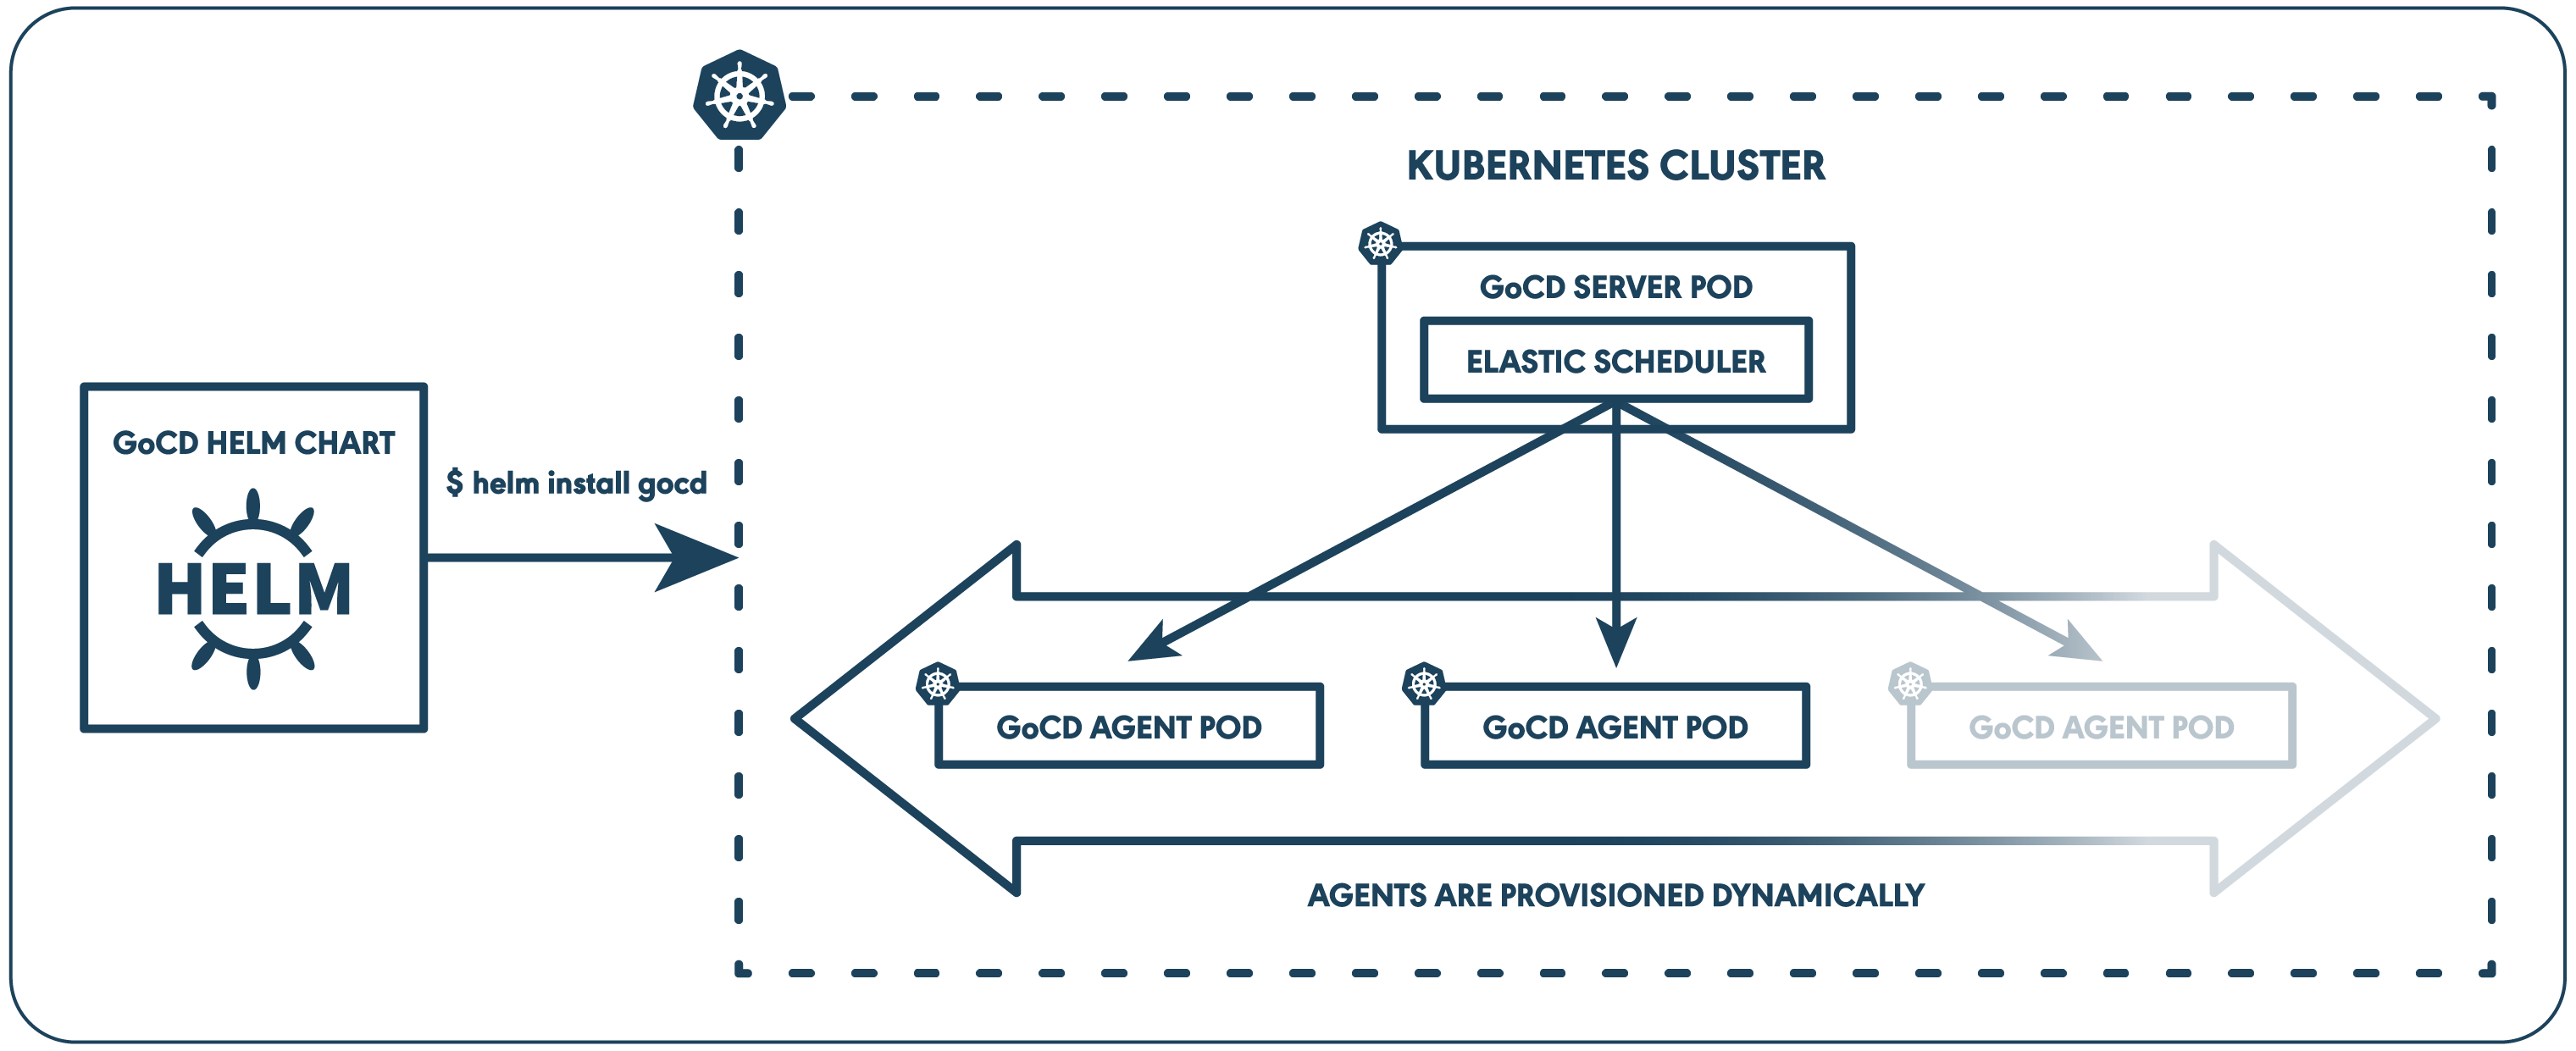 KUBERNETES CLUSTER
GoCD SERVER POD
ELASTIC SCHEDULER
GoCD HELM CHART
HELM
$ helm install gocd
GoCD AGENT POD
GoCD AGENT POD
GoCD AGENT POD
AGENTS ARE PROVISIONED DYNAMICALLY